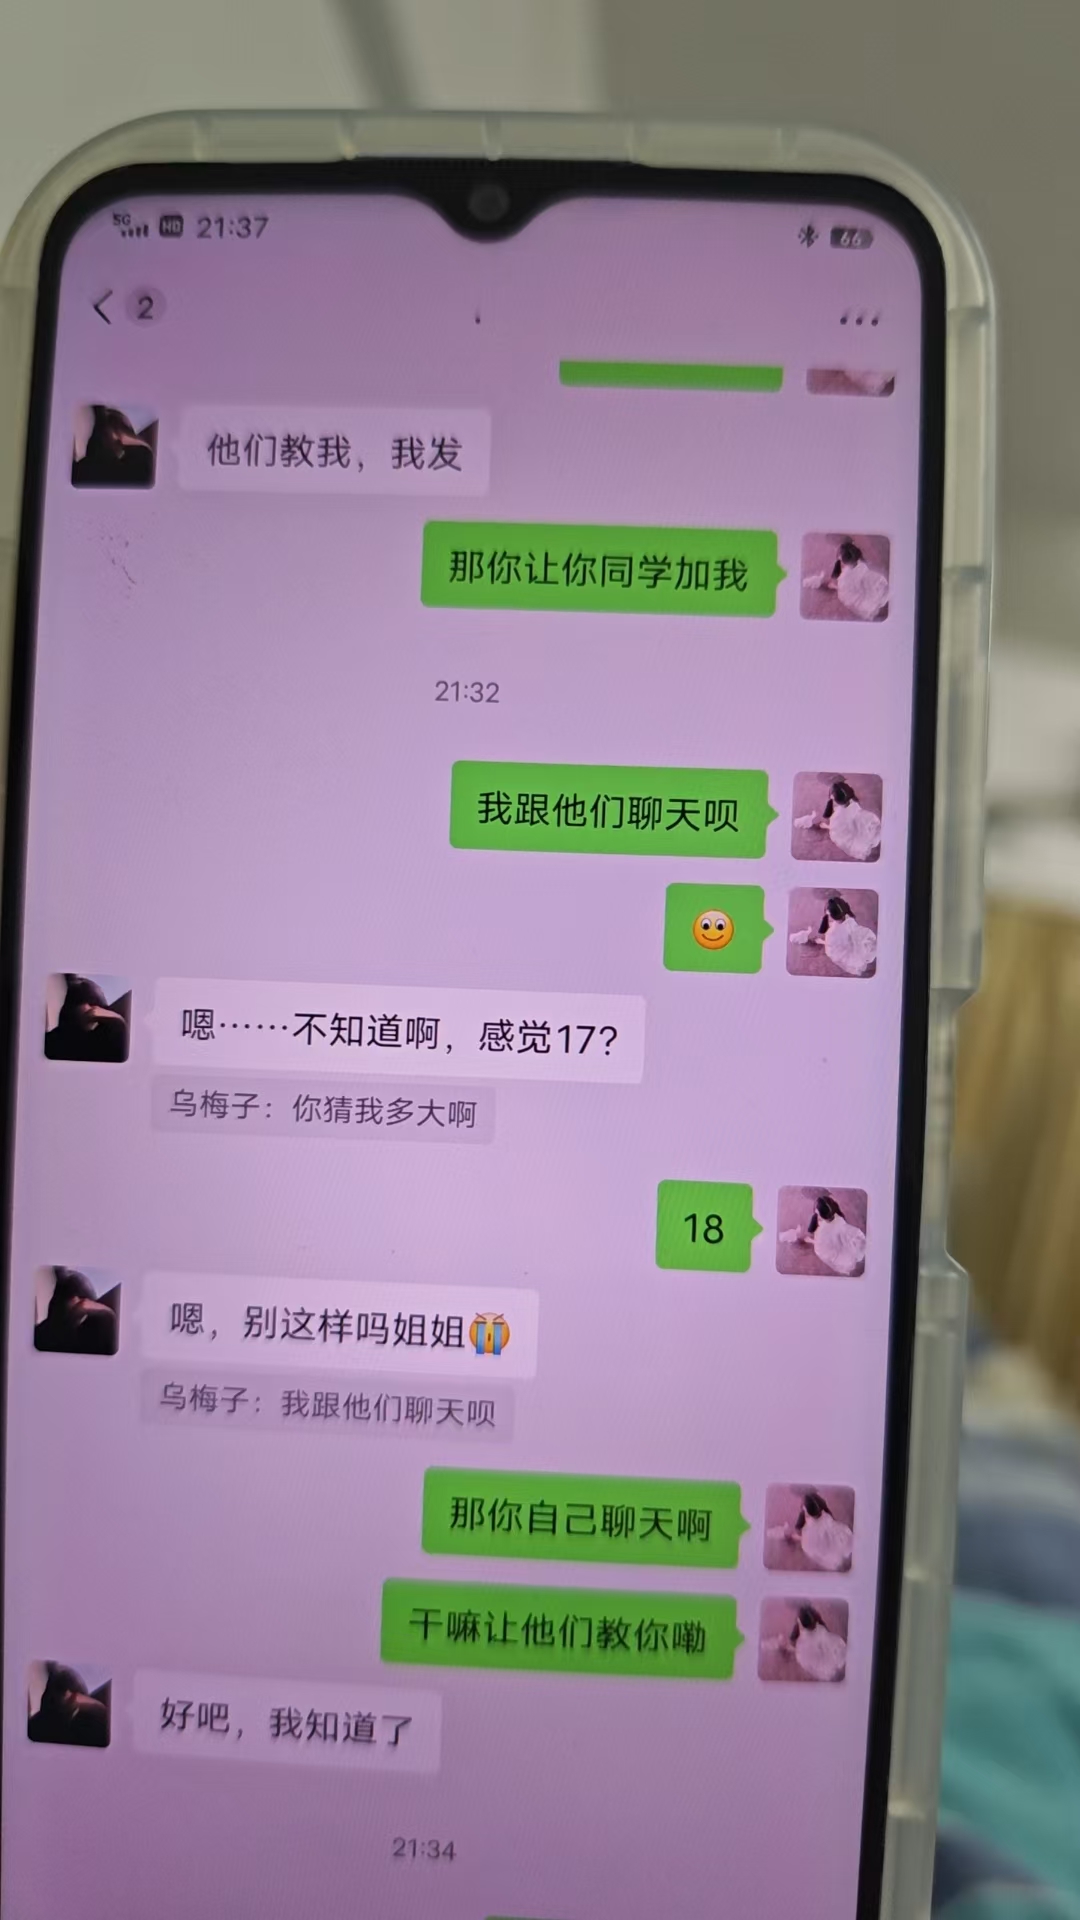 5G HD 21:37 66
2
他们教我，我发
那你让你同学加我
21:32
我跟他们聊天呗
嗯……不知道啊，感觉17?
乌梅子：你猜我多大啊
18
嗯，别这样吗姐姐😭
乌梅子：我跟他们聊天呗
那你自己聊天啊
干嘛让他们教你嘞
好吧，我知道了
21:34